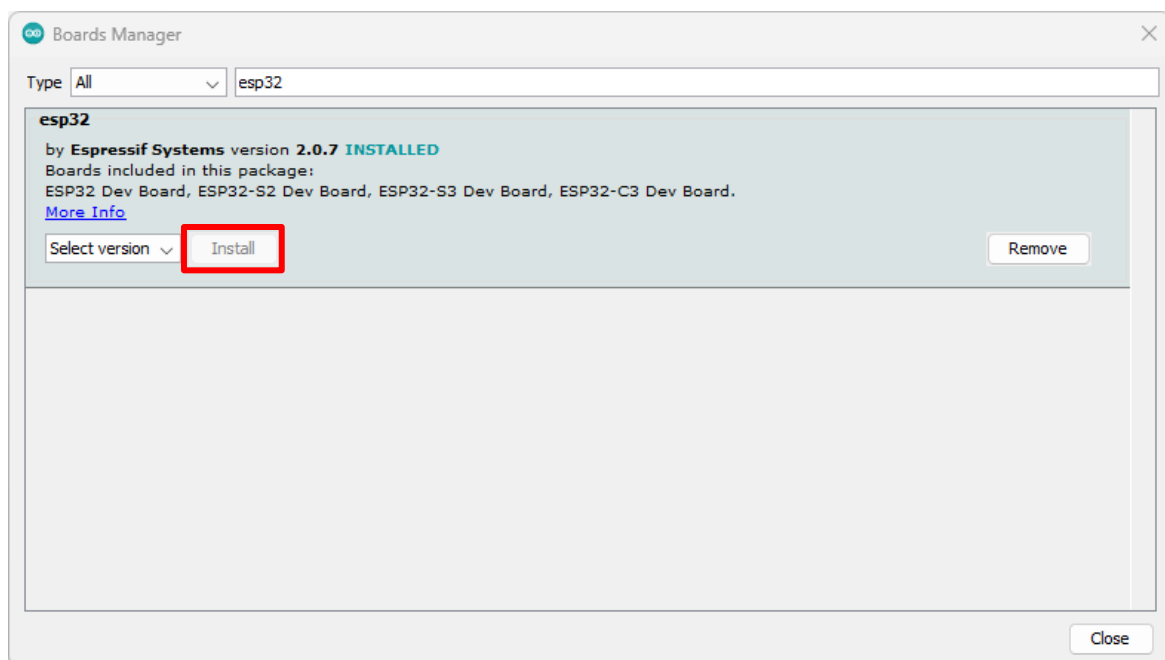 Boards Manager
Type All esp32
esp32
by Espressif Systems version 2.0.7 INSTALLED
Boards included in this package:
ESP32 Dev Board, ESP32-S2 Dev Board, ESP32-S3 Dev Board, ESP32-C3 Dev Board.
More Info
Select version Install Remove
Close